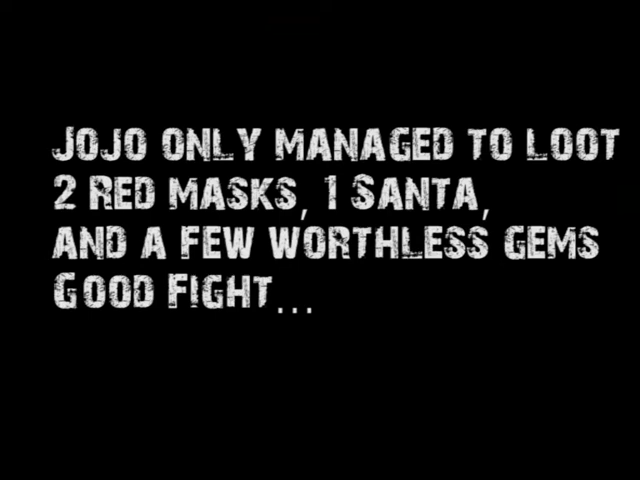 JOJO ONLY MANAGED TO LOOT
2 RED MASKS, 1 SANTA,
AND A FEW WORTHLESS GEMS
GOOD FIGHT...